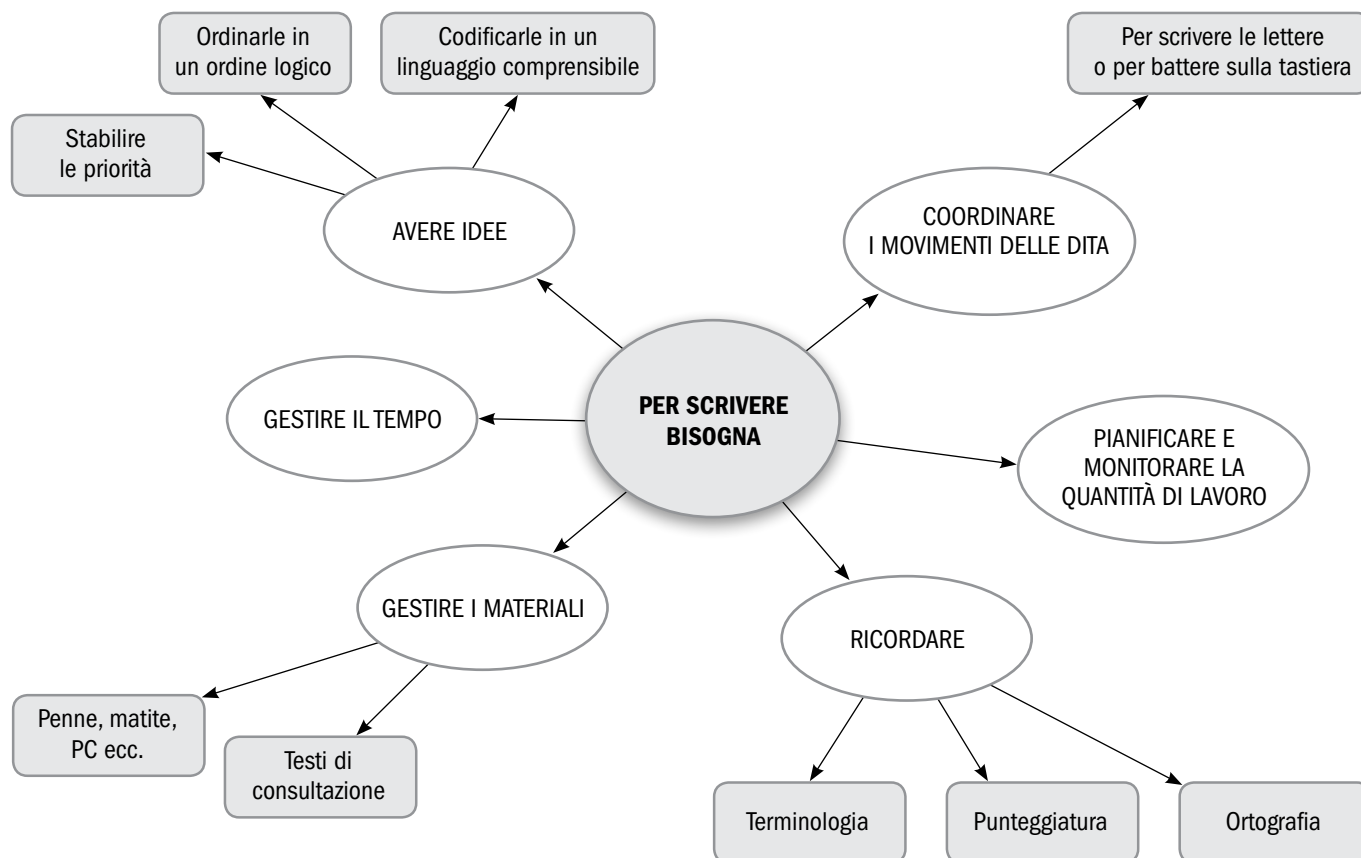 Ordinarle in
un ordine logico
Codificarle in un
linguaggio comprensibile
Per scrivere le lettere
o per battere sulla tastiera
Stabilire
le priorità
AVERE IDEE
COORDINARE
I MOVIMENTI DELLE DITA
GESTIRE IL TEMPO
PER SCRIVERE
BISOGNA
PIANIFICARE E
MONITORARE LA
QUANTITÀ DI LAVORO
GESTIRE I MATERIALI
RICORDARE
Penne, matite,
PC ecc.
Testi di
consultazione
Terminologia
Punteggiatura
Ortografia